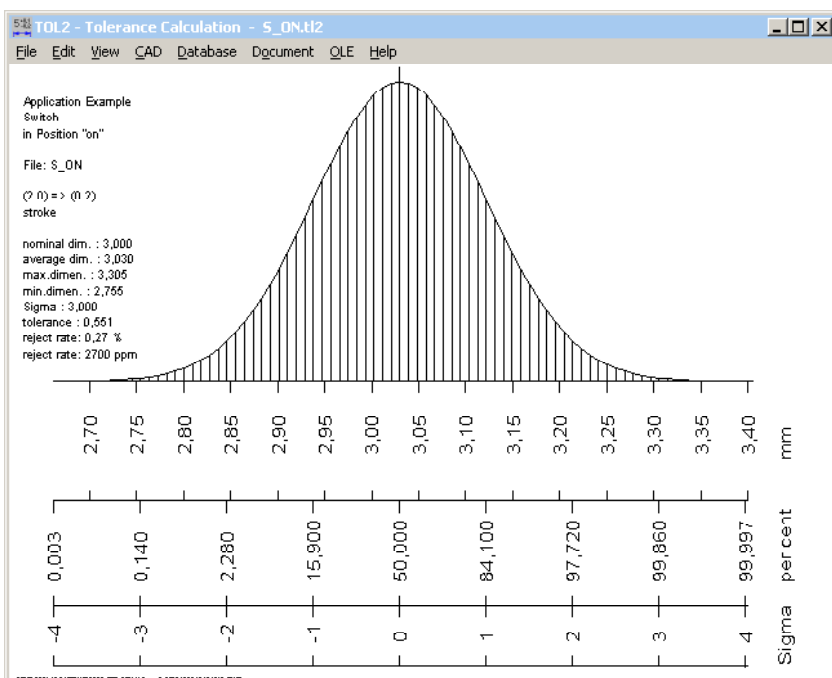 TOL2 - Tolerance Calculation - S_ON.tl2
File Edit View CAD Database Document OLE Help
Application Example
Switch
in Position "on"
File: S_ON
(2.0) => (0.2)
stroke
nominal dim. : 3,000
average dim. : 3,030
max.dimen. : 3,305
min.dimen. : 2,755
Sigma : 3,000
tolerance : 0,551
reject rate: 0,27 %
reject rate: 2700 ppm
2,70 2,75 2,80 2,85 2,90 2,95 3,00 3,05 3,10 3,15 3,20 3,25 3,30 3,35 3,40 mm
0,003 0,140 2,280 15,900 50,000 84,100 97,720 99,860 99,997 percent
-4 -3 -2 -1 0 1 2 3 4 Sigma